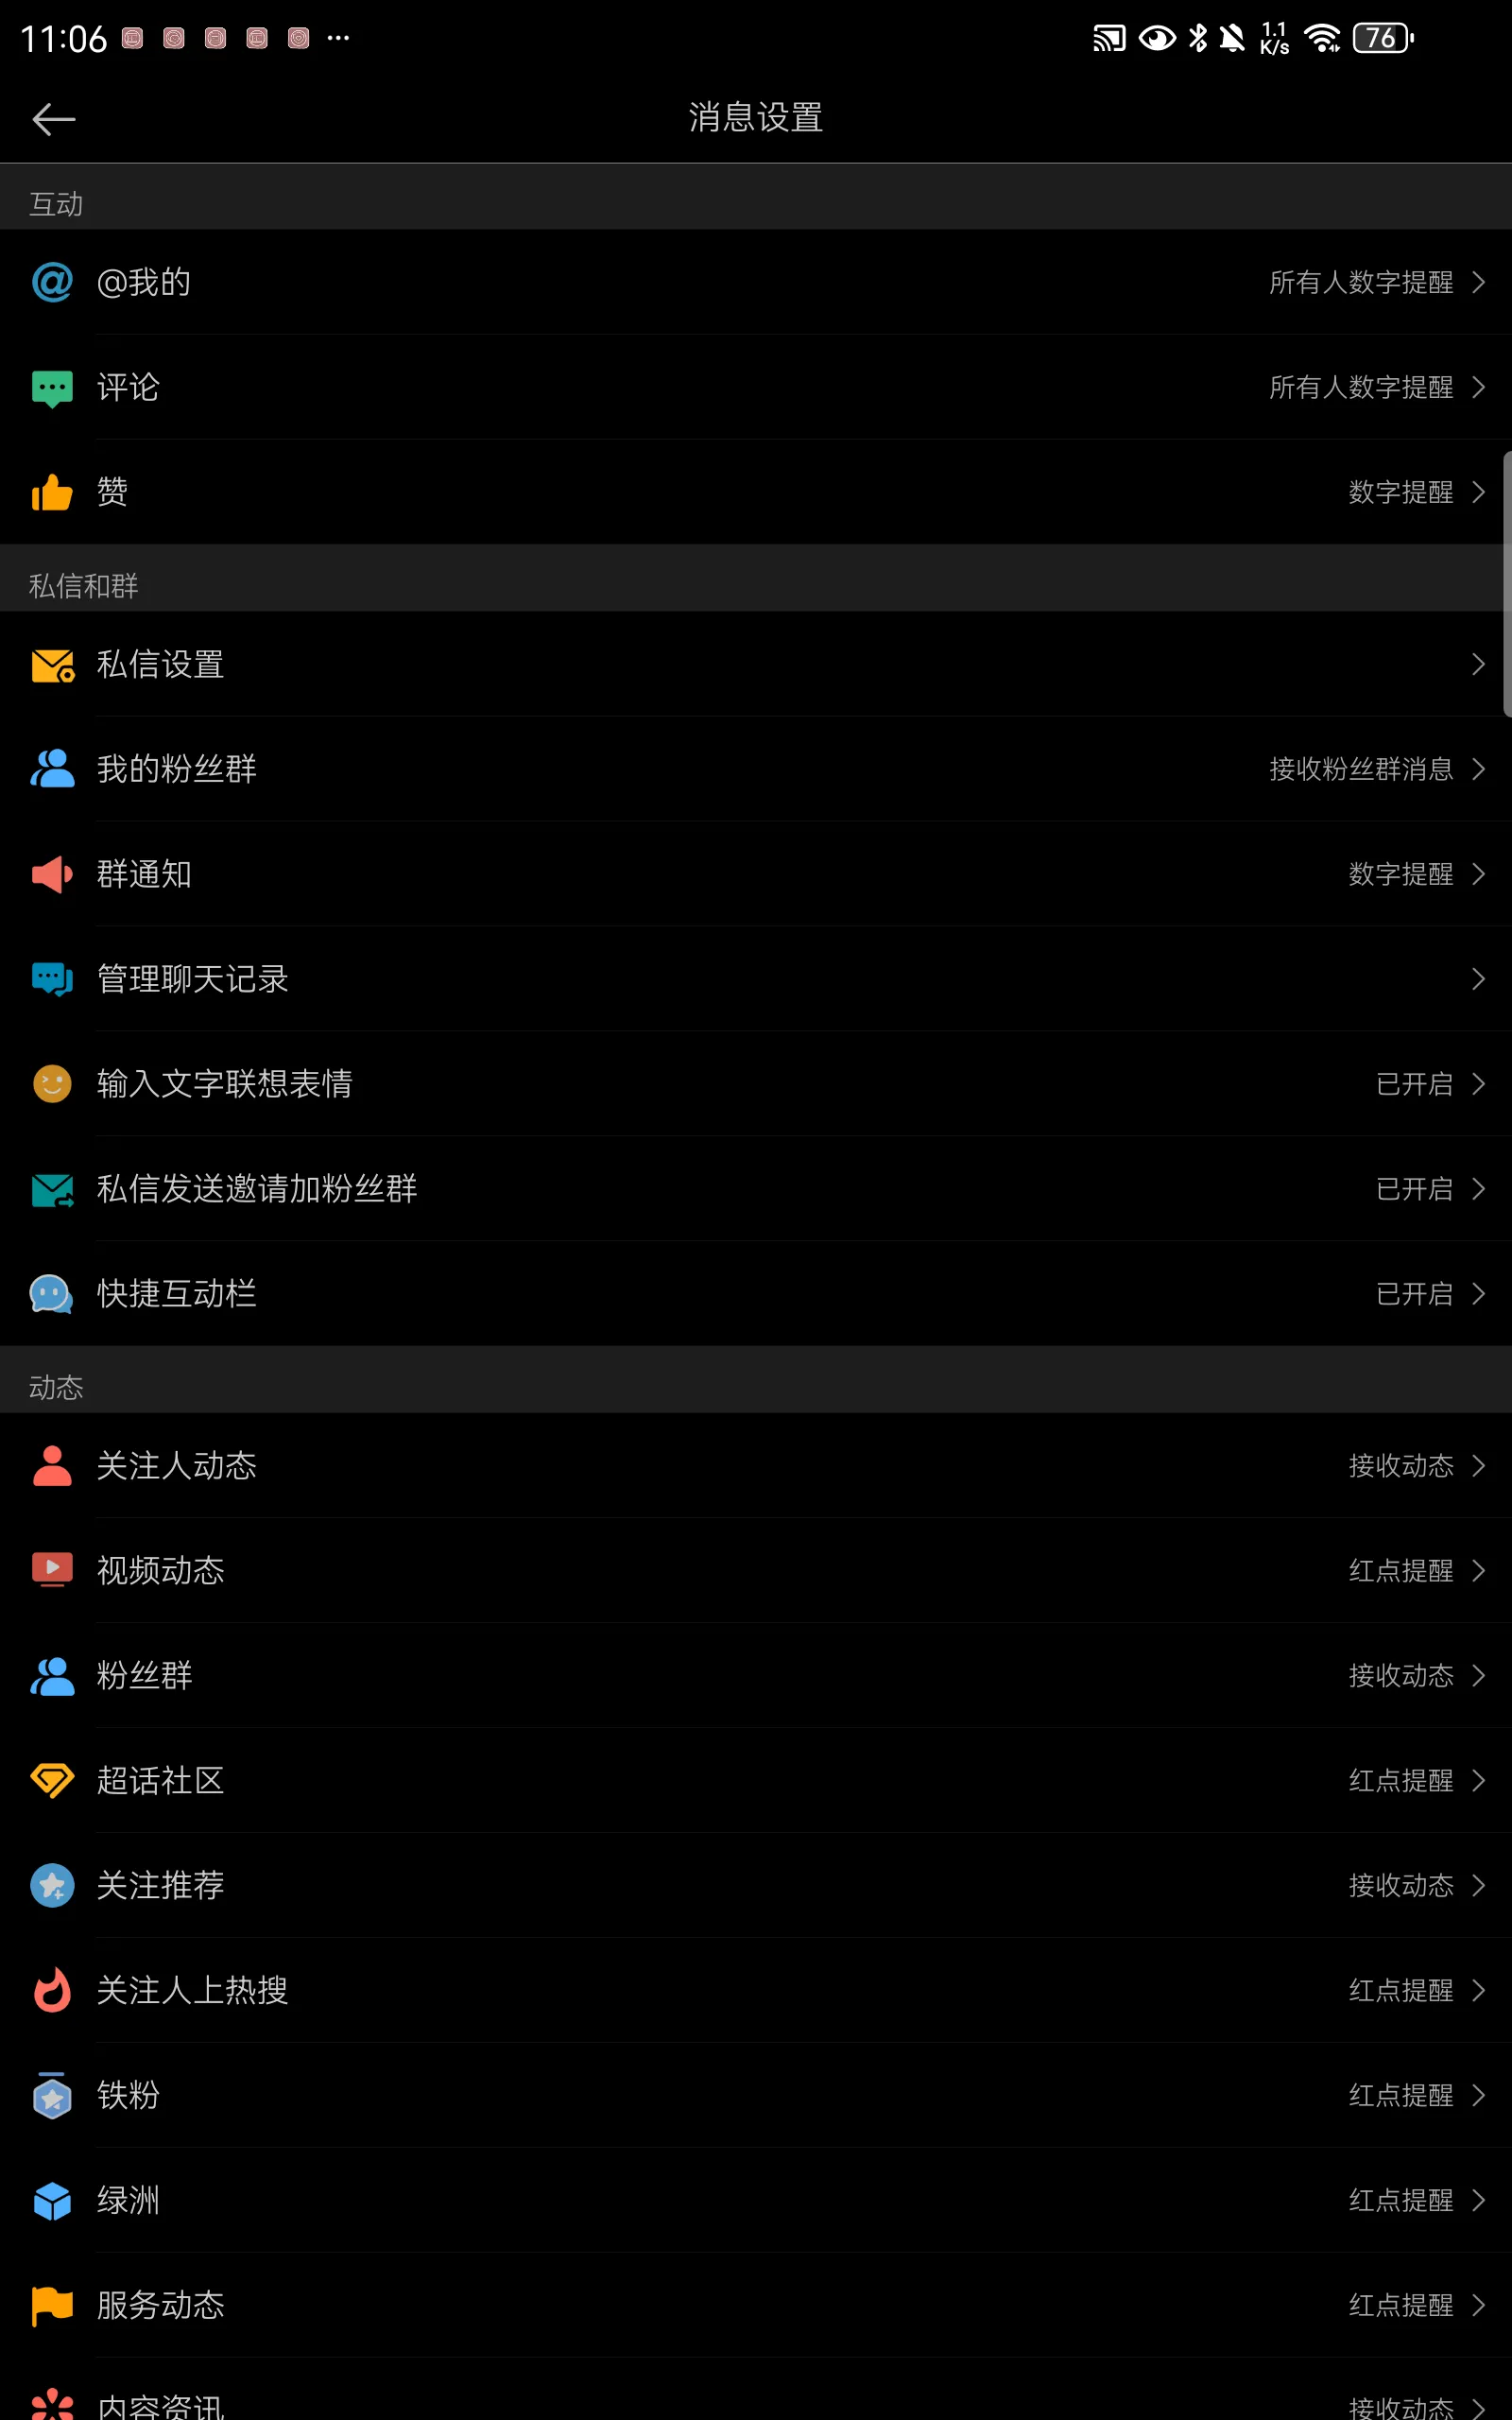 11:06 ··· 1.1 K/s 76
消息设置
互动
@我的 所有人数字提醒
评论 所有人数字提醒
赞 数字提醒
私信和群
私信设置
我的粉丝群 接收粉丝群消息
群通知 数字提醒
管理聊天记录
输入文字联想表情 已开启
私信发送邀请加粉丝群 已开启
快捷互动栏 已开启
动态
关注人动态 接收动态
视频动态 红点提醒
粉丝群 接收动态
超话社区 红点提醒
关注推荐 接收动态
关注人上热搜 红点提醒
铁粉 红点提醒
绿洲 红点提醒
服务动态 红点提醒
内容资讯 接收动态